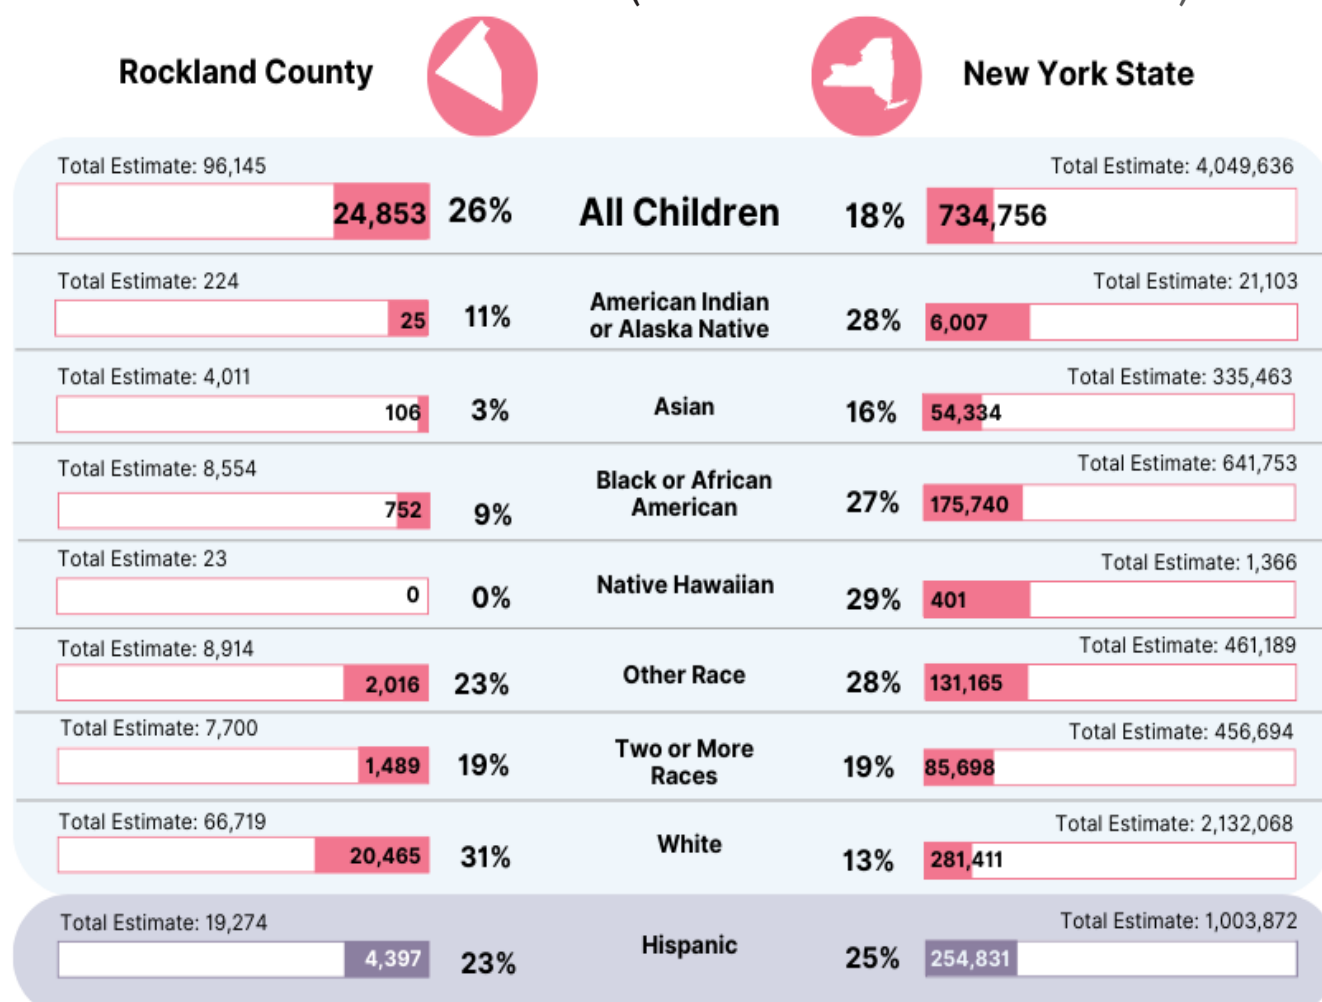 Rockland County
New York State
Total Estimate: 96,145
Total Estimate: 4,049,636
24,853 26% All Children 18% 734,756
Total Estimate: 224
Total Estimate: 21,103
25 11% American Indian 28% 6,007
or Alaska Native
Total Estimate: 4,011
Total Estimate: 335,463
106 3% Asian 16% 54,334
Total Estimate: 8,554
Total Estimate: 641,753
752 9% Black or African 27% 175,740
American
Total Estimate: 23
Total Estimate: 1,366
0 0% Native Hawaiian 29% 401
Total Estimate: 8,914
Total Estimate: 461,189
2,016 23% Other Race 28% 131,165
Total Estimate: 7,700
Total Estimate: 456,694
1,489 19% Two or More 19% 85,698
Races
Total Estimate: 66,719
Total Estimate: 2,132,068
20,465 31% White 13% 281,411
Total Estimate: 19,274
Total Estimate: 1,003,872
4,397 23% Hispanic 25% 254,831